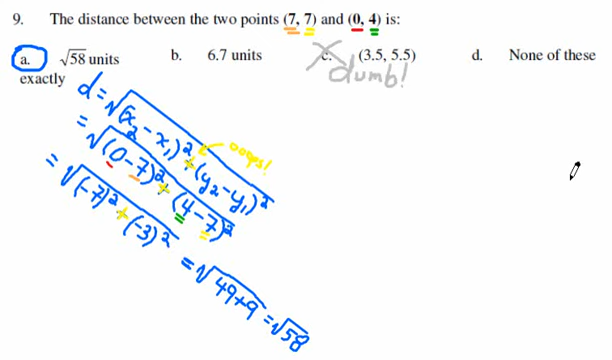 9. The distance between the two points (7, 7) and (0, 4) is:
a. √58 units b. 6.7 units c. (3.5, 5.5) d. None of these
exactly
dumb!
d = √(x₂ - x₁)² + (y₂ - y₁)²
oops!
= √(0 - 7)² + (4 - 7)²
= √(-7)² + (-3)²
= √49+9 = √58